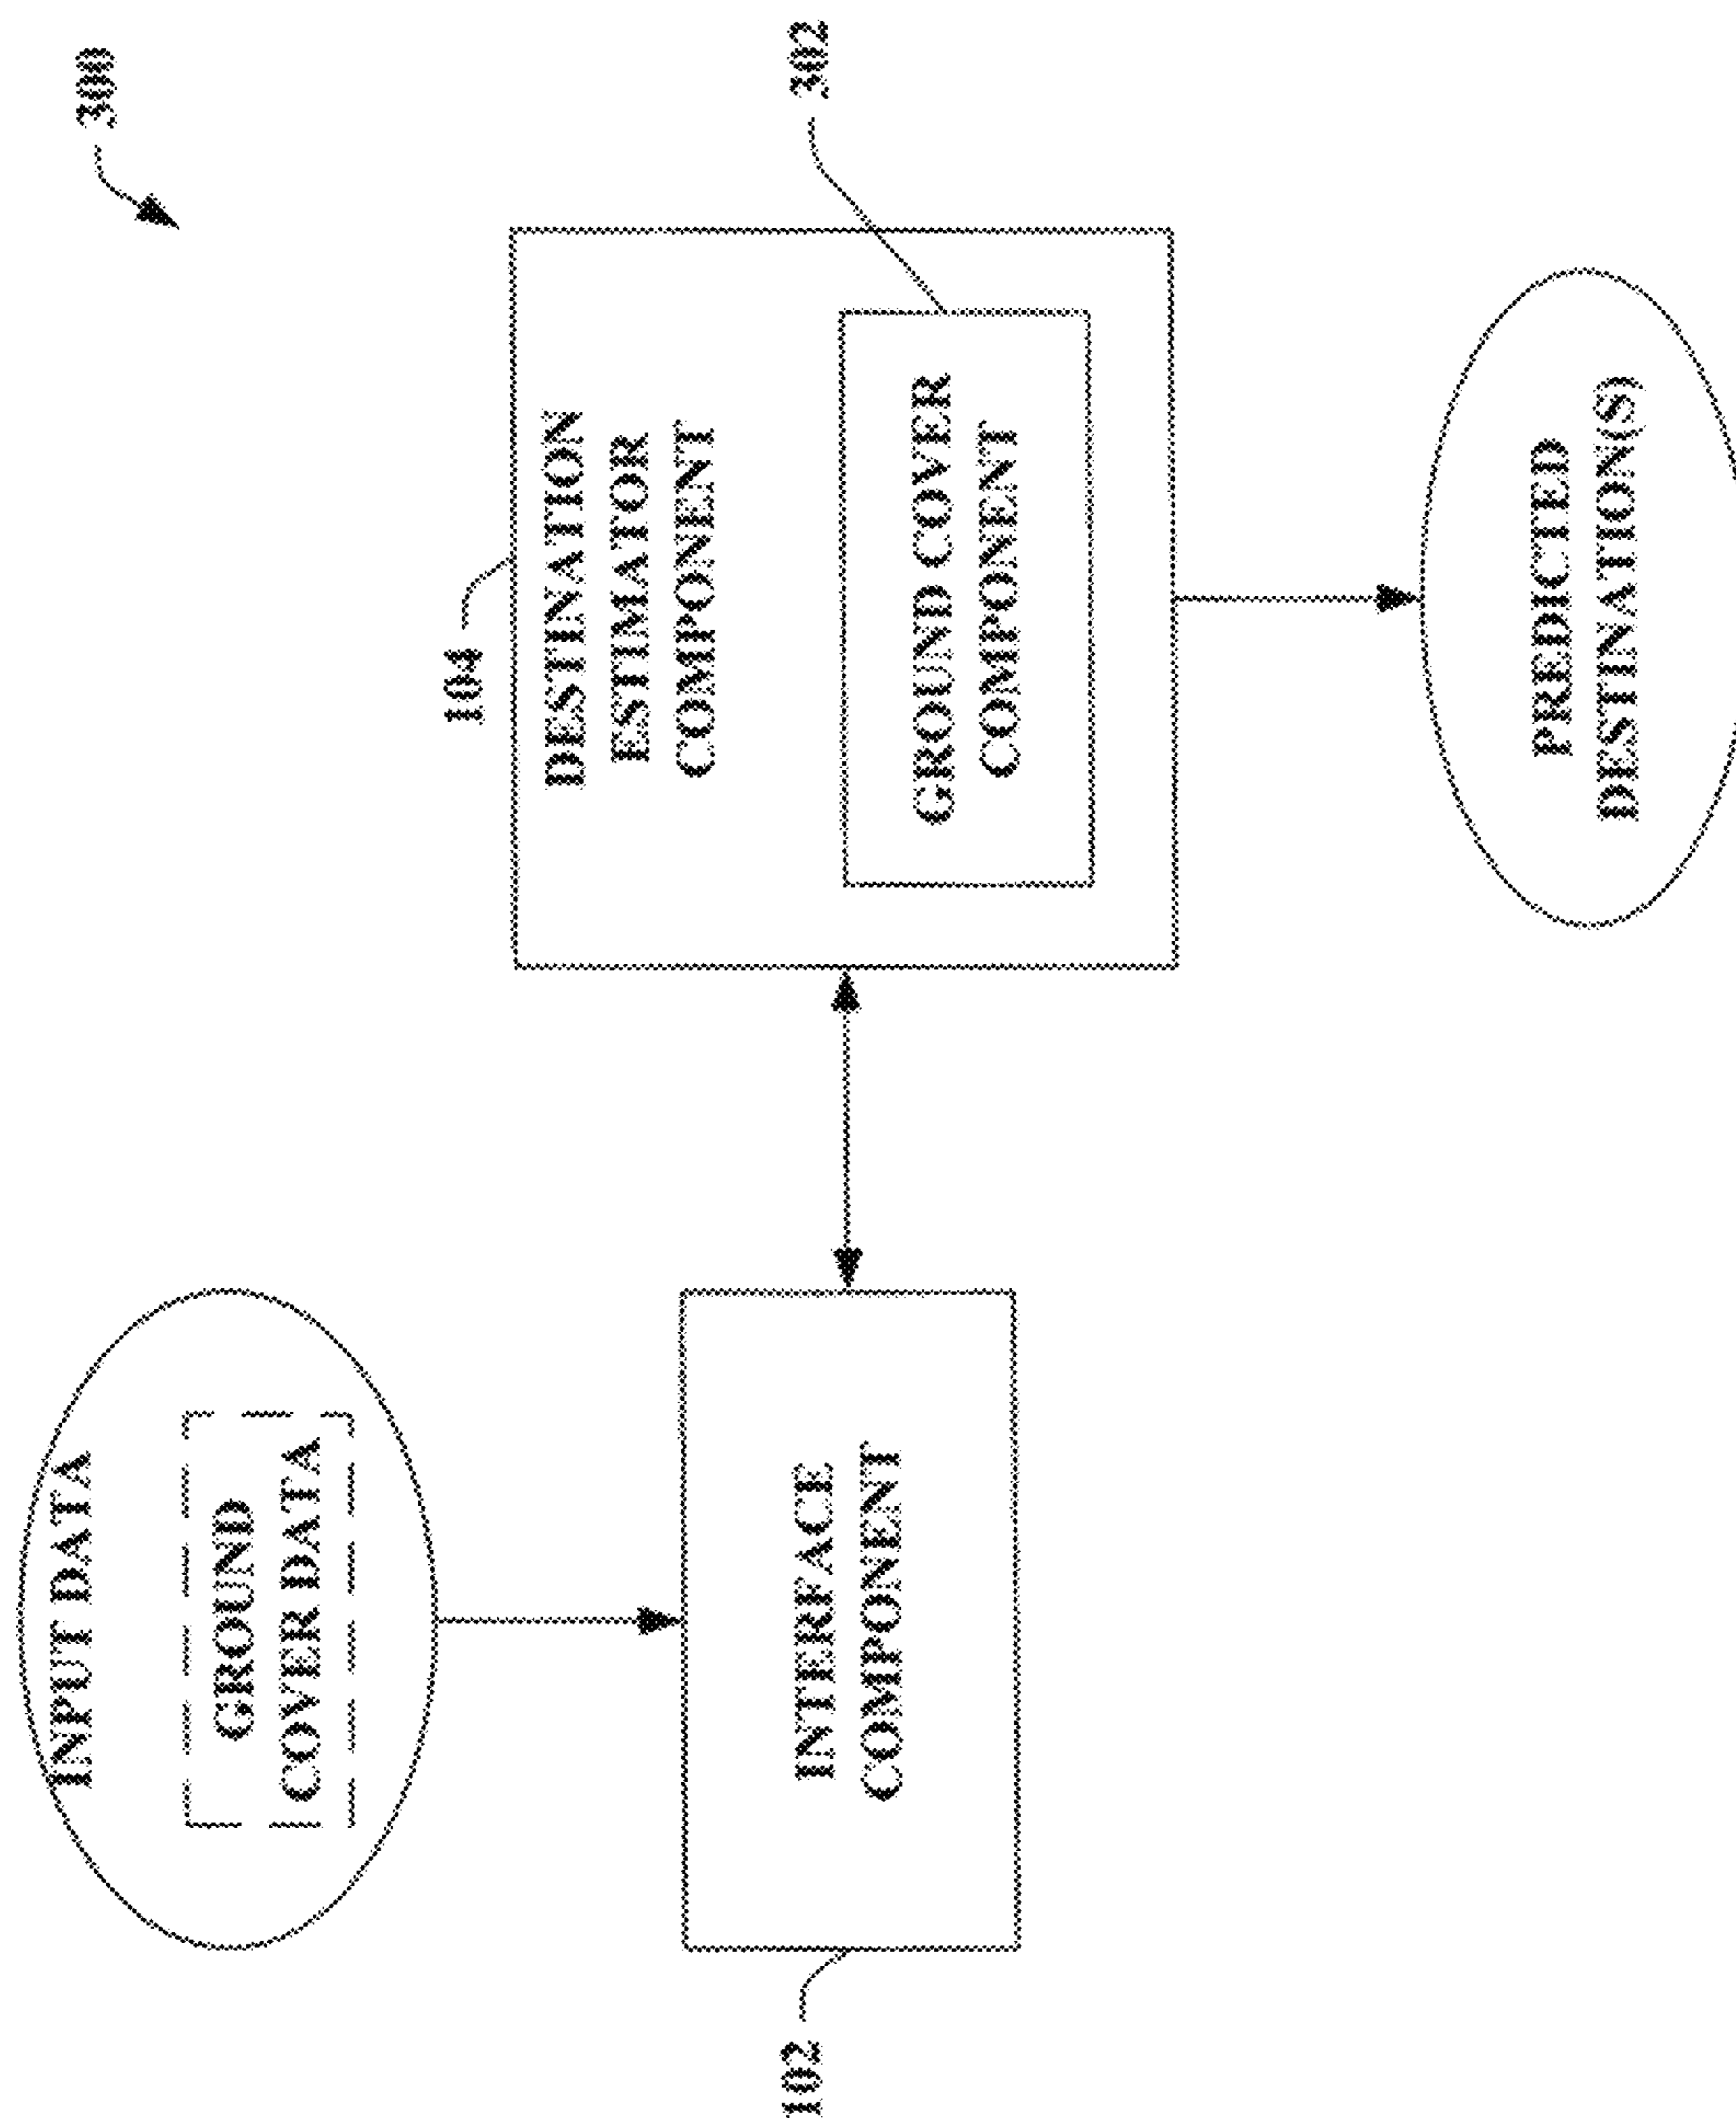 300
INPUT DATA
GROUND
COVER DATA
104
DESTINATION
ESTIMATOR
COMPONENT
302
102
INTERFACE
COMPONENT
GROUND COVER
COMPONENT
PREDICTED
DESTINATION(S)